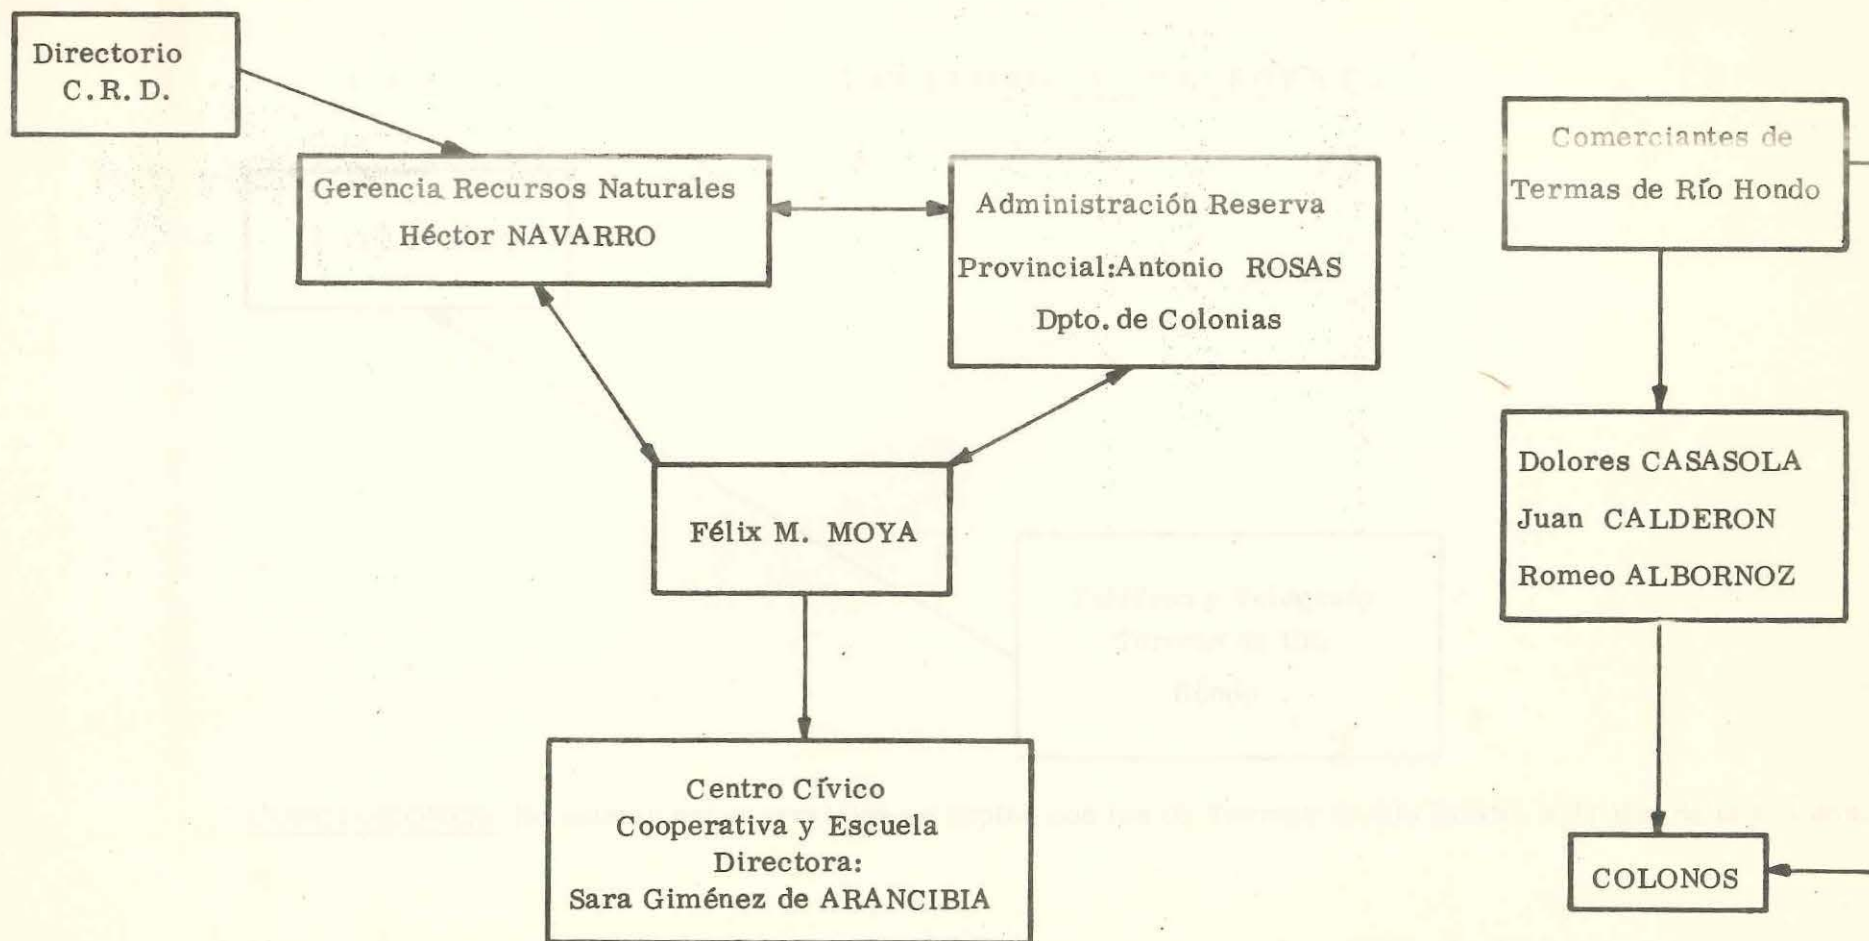 Directorio
C.R.D.
Gerencia Recursos Naturales
Héctor NAVARRO
Administración Reserva
Provincial:Antonio ROSAS
Dpto. de Colonias
Comerciantes de
Termas de Río Hondo
Félix M. MOYA
Dolores CASASOLA
Juan CALDERON
Romeo ALBORNOZ
Centro Cívico
Cooperativa y Escuela
Directora:
Sara Giménez de ARANCIBIA
COLONOS